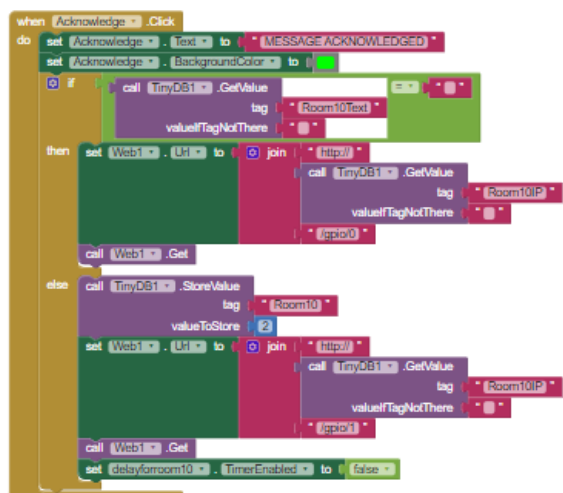 when Acknowledge .Click
do set Acknowledge . Text to " MESSAGE ACKNOWLEDGED "
set Acknowledge . BackgroundColor to
if call TinyDB1 .GetValue = " "
tag " Room10Text "
valueIfTagNotThere " "
then set Web1 . Url to join " http:// "
call TinyDB1 .GetValue
tag " Room10IP "
valueIfTagNotThere " "
" /gpio/0 "
call Web1 .Get
else call TinyDB1 .StoreValue
tag " Room10 "
valueToStore 2
set Web1 . Url to join " http:// "
call TinyDB1 .GetValue
tag " Room10IP "
valueIfTagNotThere " "
" /gpio/1 "
call Web1 .Get
set delayforroom10 . TimerEnabled to false